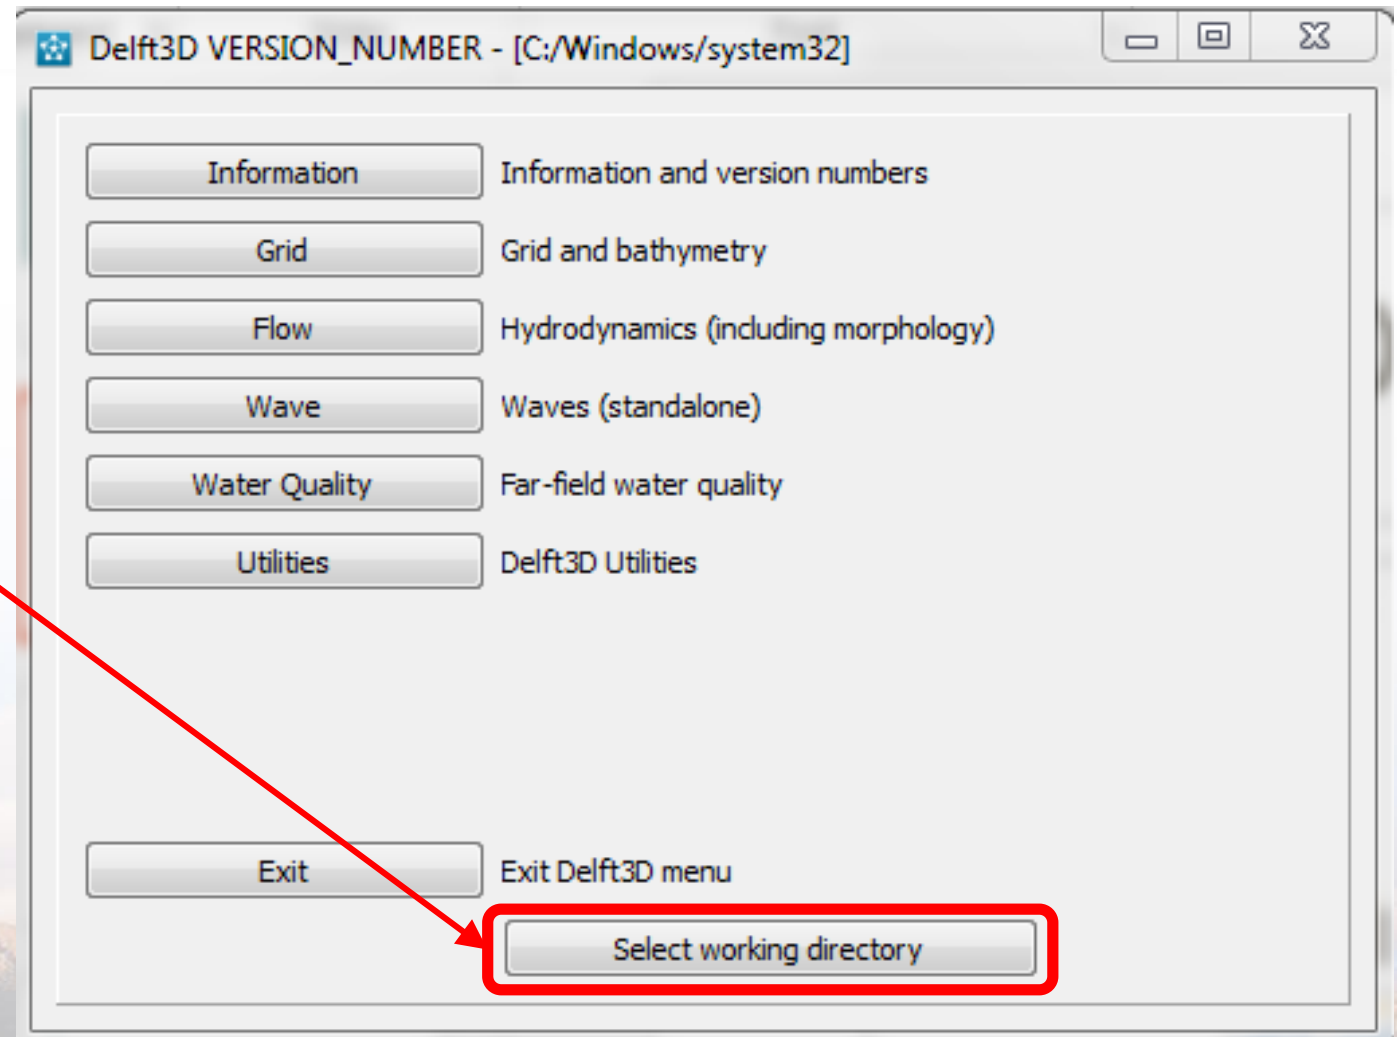 Delft3D VERSION_NUMBER - [C:/Windows/system32]
Information Information and version numbers
Grid Grid and bathymetry
Flow Hydrodynamics (including morphology)
Wave Waves (standalone)
Water Quality Far-field water quality
Utilities Delft3D Utilities
Exit Exit Delft3D menu
Select working directory